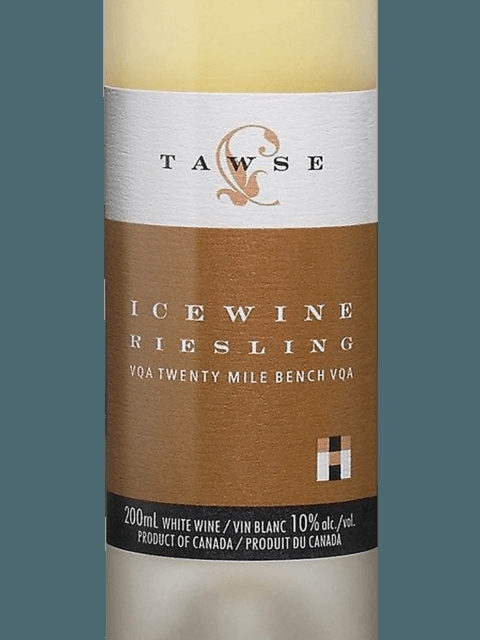 TAWSE
ICEWINE
RIESLING
VQA TWENTY MILE BENCH VQA
200mL WHITE WINE / VIN BLANC 10% alc./vol.
PRODUCT OF CANADA / PRODUIT DU CANADA